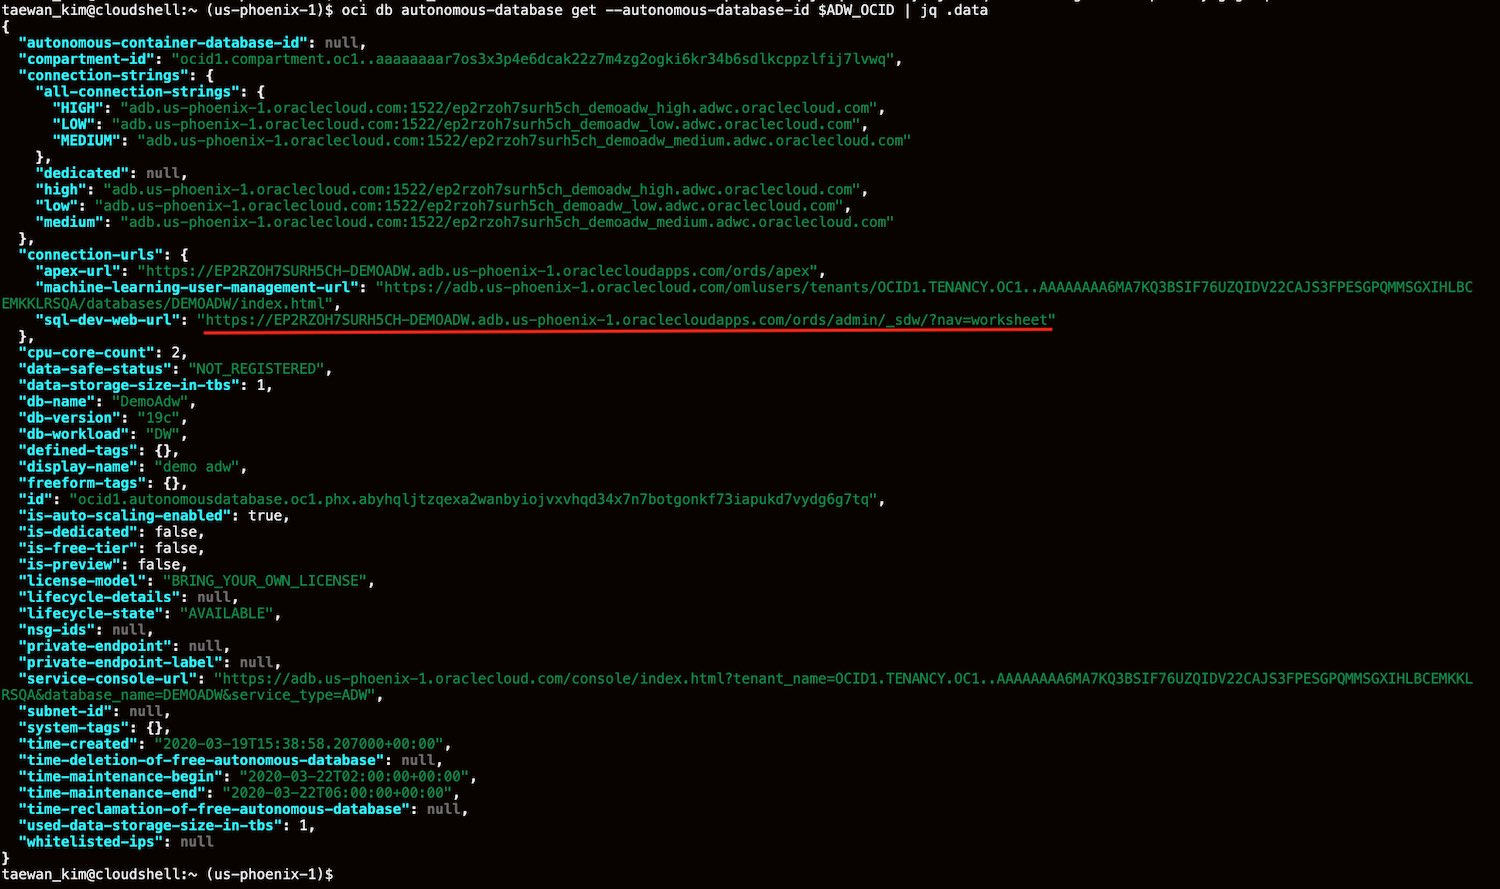 taewan_kim@cloudshell:~ (us-phoenix-1)$ oci db autonomous-database get --autonomous-database-id $ADW_OCID | jq .data
{
  "autonomous-container-database-id": null,
  "compartment-id": "ocid1.compartment.oc1..aaaaaaaar7os3x3p4e6dcak22z7m4zg2ogki6kr34b6sdlkcppzlfij7lvwq",
  "connection-strings": {
    "all-connection-strings": {
      "HIGH": "adb.us-phoenix-1.oraclecloud.com:1522/ep2rzoh7surh5ch_demoadw_high.adwc.oraclecloud.com",
      "LOW": "adb.us-phoenix-1.oraclecloud.com:1522/ep2rzoh7surh5ch_demoadw_low.adwc.oraclecloud.com",
      "MEDIUM": "adb.us-phoenix-1.oraclecloud.com:1522/ep2rzoh7surh5ch_demoadw_medium.adwc.oraclecloud.com"
    },
    "dedicated": null,
    "high": "adb.us-phoenix-1.oraclecloud.com:1522/ep2rzoh7surh5ch_demoadw_high.adwc.oraclecloud.com",
    "low": "adb.us-phoenix-1.oraclecloud.com:1522/ep2rzoh7surh5ch_demoadw_low.adwc.oraclecloud.com",
    "medium": "adb.us-phoenix-1.oraclecloud.com:1522/ep2rzoh7surh5ch_demoadw_medium.adwc.oraclecloud.com"
  },
  "connection-urls": {
    "apex-url": "https://EP2RZOH7SURH5CH-DEMOADW.adb.us-phoenix-1.oraclecloudapps.com/ords/apex",
    "machine-learning-user-management-url": "https://adb.us-phoenix-1.oraclecloud.com/omlusers/tenants/OCID1.TENANCY.OC1..AAAAAAAA6MA7KQ3BSIF76UZQIDV22CAJS3FPESGPQMMSGXIHLBC
EMKKLRSQA/databases/DEMOADW/index.html",
    "sql-dev-web-url": "https://EP2RZOH7SURH5CH-DEMOADW.adb.us-phoenix-1.oraclecloudapps.com/ords/admin/_sdw/?nav=worksheet"
  },
  "cpu-core-count": 2,
  "data-safe-status": "NOT_REGISTERED",
  "data-storage-size-in-tbs": 1,
  "db-name": "DemoAdw",
  "db-version": "19c",
  "db-workload": "DW",
  "defined-tags": {},
  "display-name": "demo adw",
  "freeform-tags": {},
  "id": "ocid1.autonomousdatabase.oc1.phx.abyhqljtzqexa2wanbyiojvxvhqd34x7n7botgonkf73iapukd7vydg6g7tq",
  "is-auto-scaling-enabled": true,
  "is-dedicated": false,
  "is-free-tier": false,
  "is-preview": false,
  "license-model": "BRING_YOUR_OWN_LICENSE",
  "lifecycle-details": null,
  "lifecycle-state": "AVAILABLE",
  "nsg-ids": null,
  "private-endpoint": null,
  "private-endpoint-label": null,
  "service-console-url": "https://adb.us-phoenix-1.oraclecloud.com/console/index.html?tenant_name=OCID1.TENANCY.OC1..AAAAAAAA6MA7KQ3BSIF76UZQIDV22CAJS3FPESGPQMMSGXIHLBCEMKKL
RSQA&database_name=DEMOADW&service_type=ADW",
  "subnet-id": null,
  "system-tags": {},
  "time-created": "2020-03-19T15:38:58.207000+00:00",
  "time-deletion-of-free-autonomous-database": null,
  "time-maintenance-begin": "2020-03-22T02:00:00+00:00",
  "time-maintenance-end": "2020-03-22T06:00:00+00:00",
  "time-reclamation-of-free-autonomous-database": null,
  "used-data-storage-size-in-tbs": 1,
  "whitelisted-ips": null
}
taewan_kim@cloudshell:~ (us-phoenix-1)$